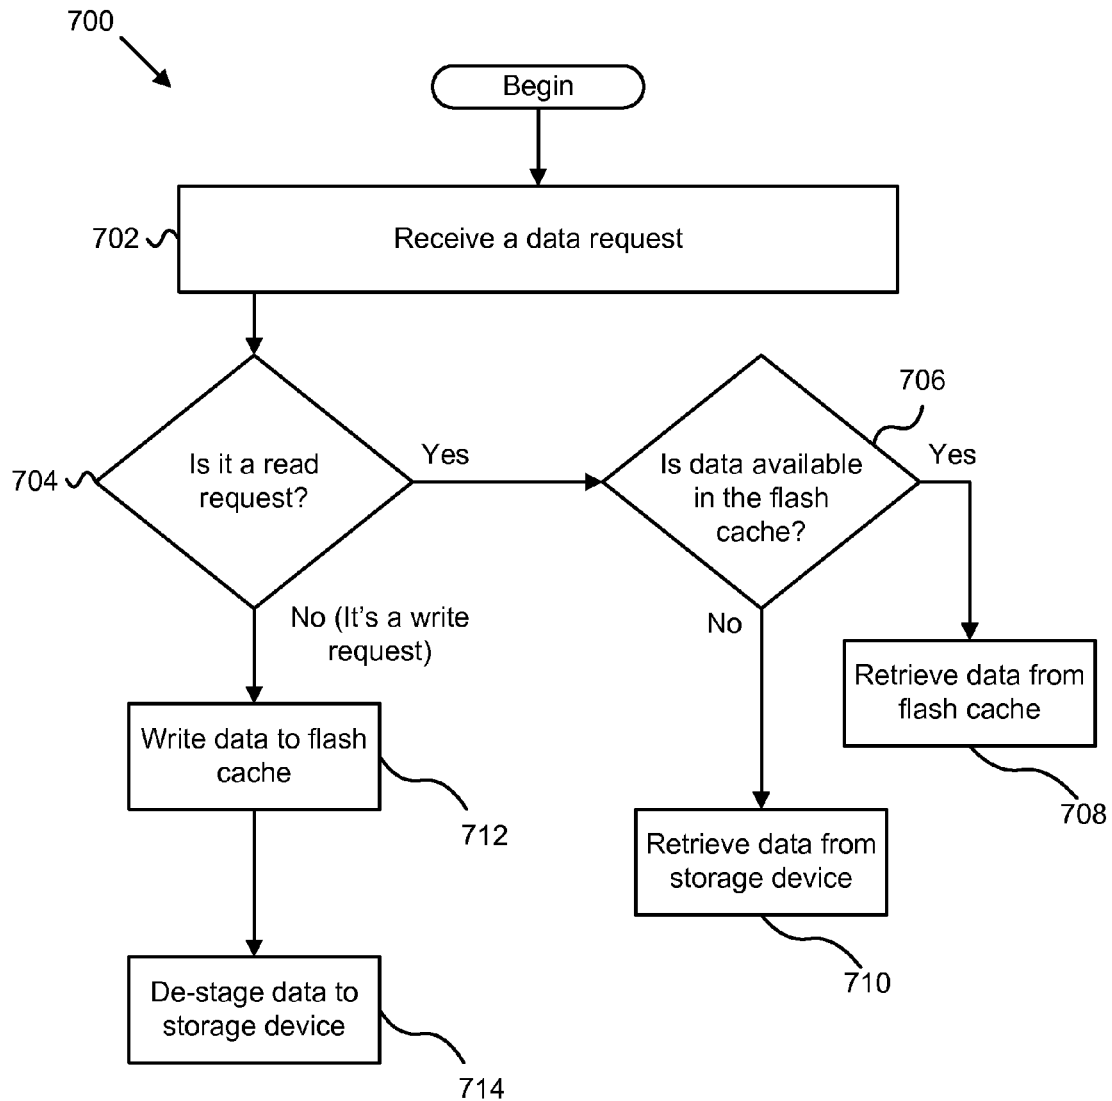 700
Begin
702
Receive a data request
704
Is it a read
request?
Yes
706
Is data available
in the flash
cache?
Yes
No (It's a write
request)
No
Retrieve data from
flash cache
708
Write data to flash
cache
712
Retrieve data from
storage device
710
De-stage data to
storage device
714